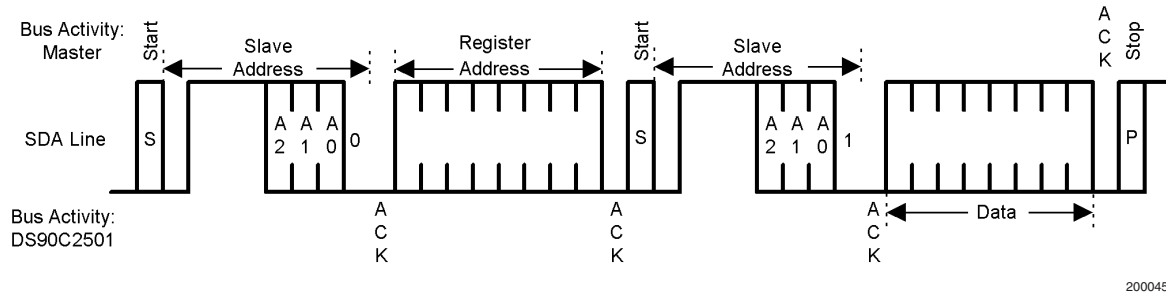 Bus Activity:
Master
Start
Slave
Address
Register
Address
Start
Slave
Address
A
C
K
Stop
SDA Line
S
A
2
A
1
A
0
0
S
A
2
A
1
A
0
1
P
Bus Activity:
DS90C2501
A
C
K
A
C
K
A
C
K
Data
200045